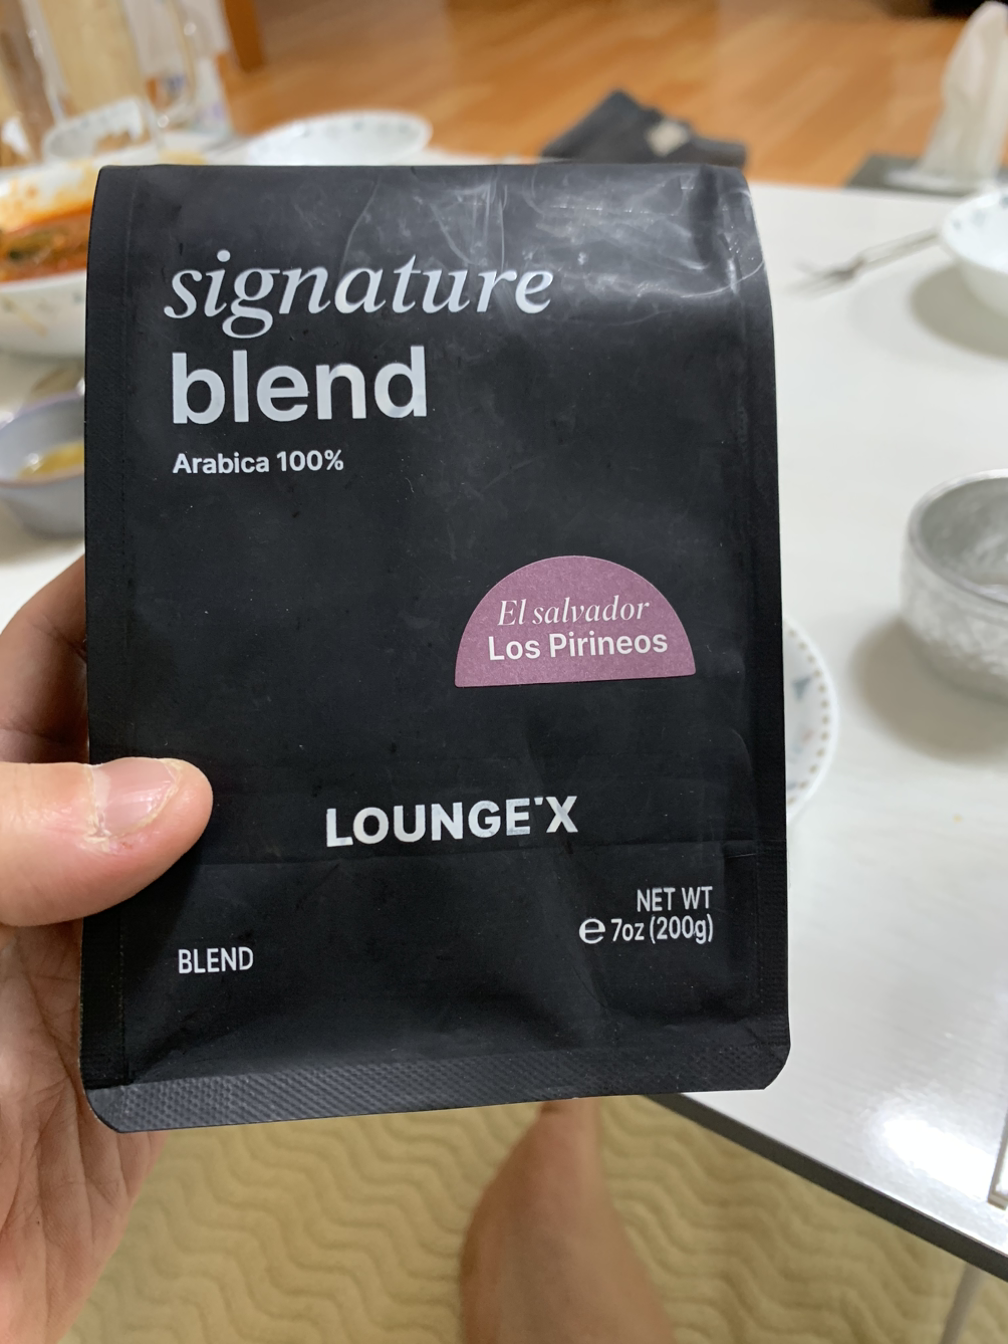 signature
blend
Arabica 100%
El salvador
Los Pirineos
LOUNGE'X
NET WT
℮ 7oz (200g)
BLEND